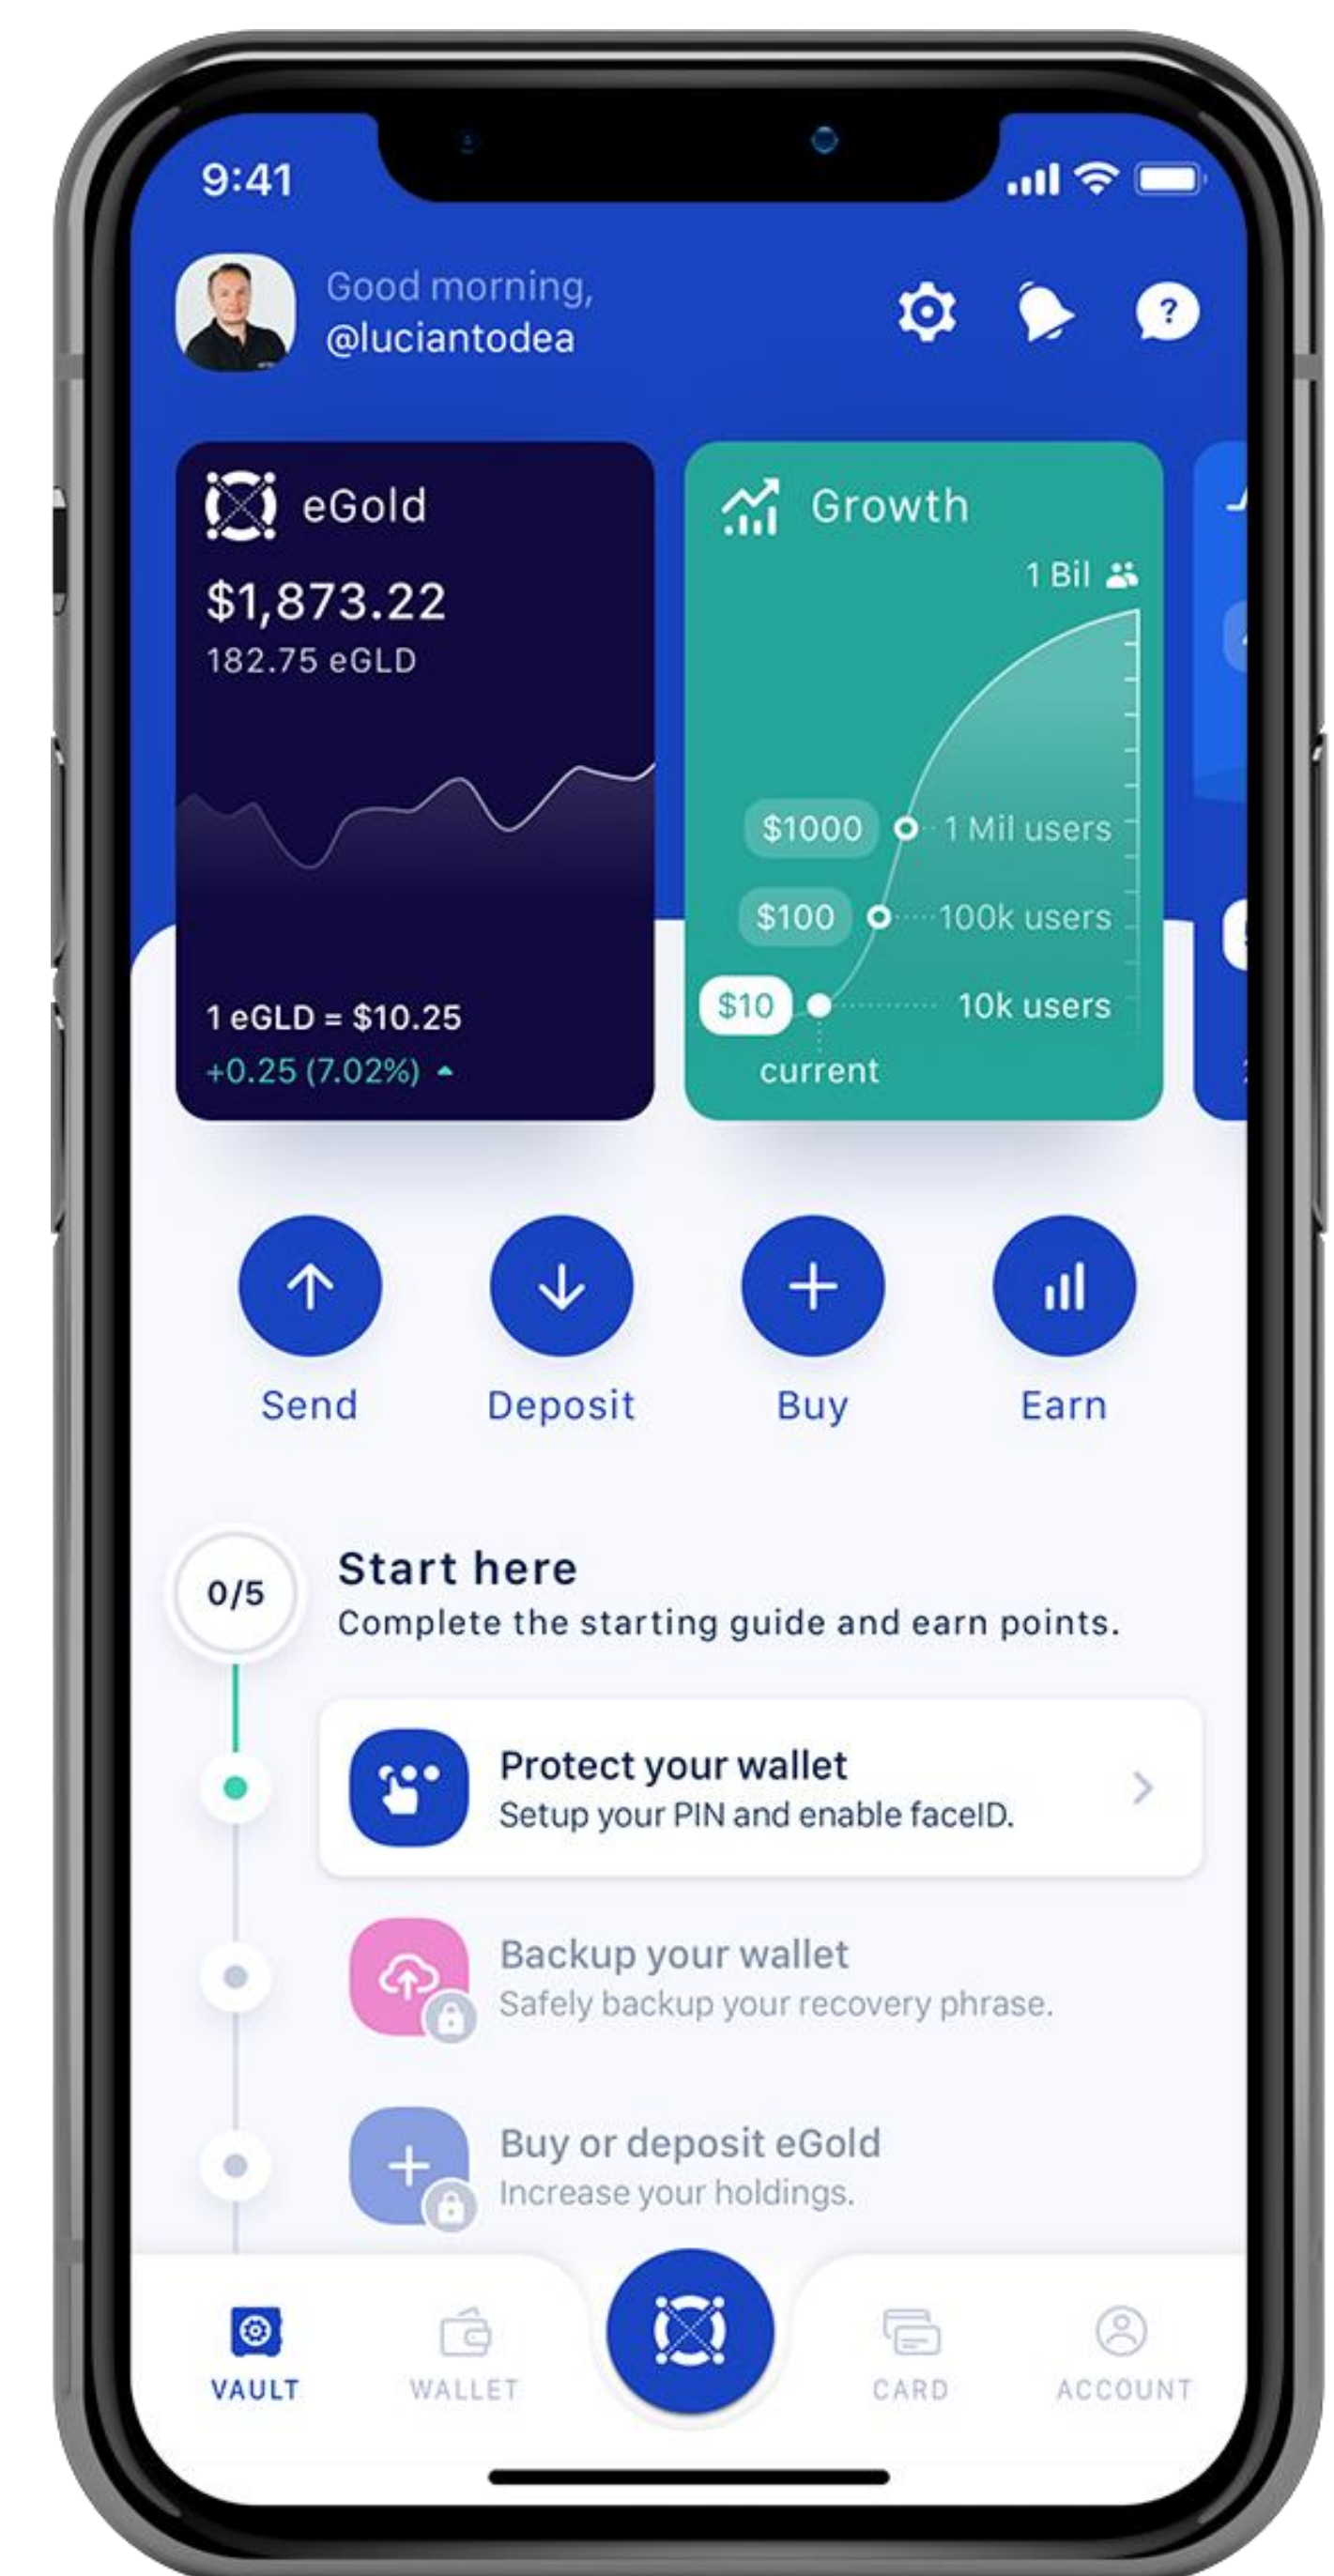 9:41
Good morning,
@luciantodea
eGold
$1,873.22
182.75 eGLD
1 eGLD = $10.25
+0.25 (7.02%)
Growth
1 Bil
$1000
1 Mil users
$100
100k users
$10
10k users
current
Send
Deposit
Buy
Earn
0/5
Start here
Complete the starting guide and earn points.
Protect your wallet
Setup your PIN and enable faceID.
Backup your wallet
Safely backup your recovery phrase.
Buy or deposit eGold
Increase your holdings.
VAULT
WALLET
CARD
ACCOUNT